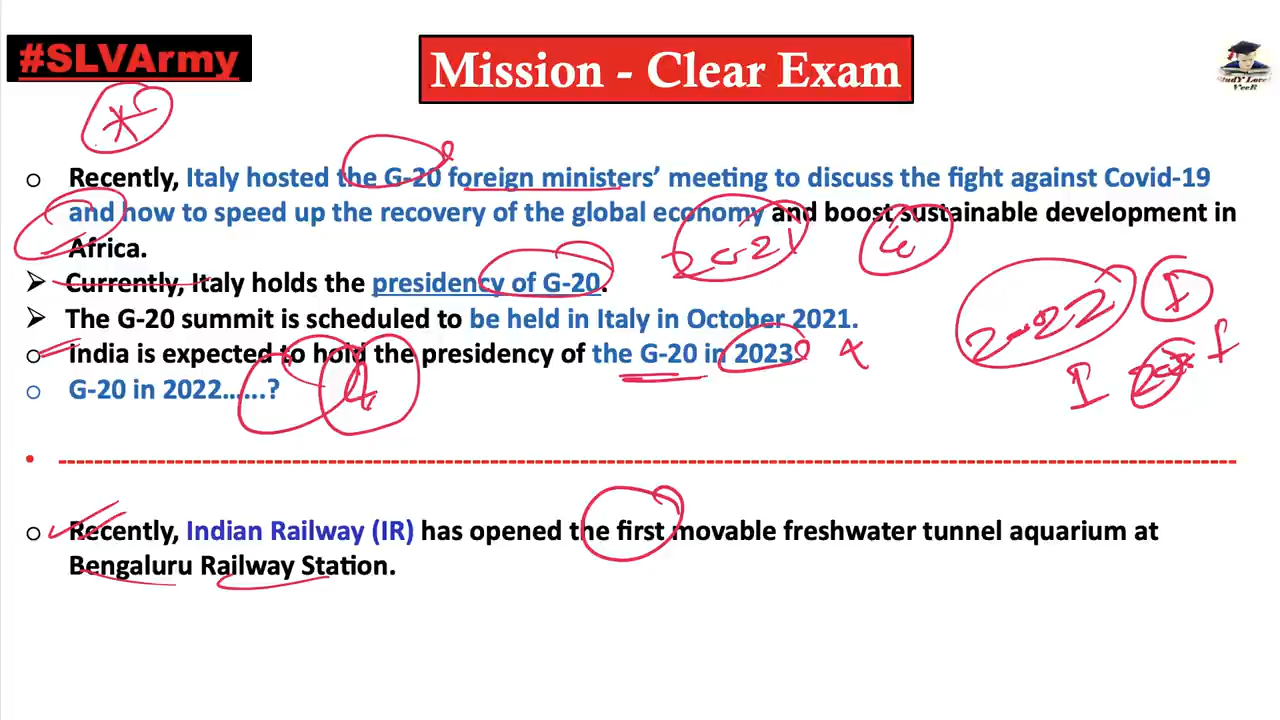 #SLVArmy
Mission - Clear Exam
StudY Lover
VeeR
Recently, Italy hosted the G-20 foreign ministers' meeting to discuss the fight against Covid-19
and how to speed up the recovery of the global economy and boost sustainable development in
Africa.
Currently, Italy holds the presidency of G-20.
The G-20 summit is scheduled to be held in Italy in October 2021.
India is expected to hold the presidency of the G-20 in 2023.
G-20 in 2022......?
2021
2022
I
Recently, Indian Railway (IR) has opened the first movable freshwater tunnel aquarium at
Bengaluru Railway Station.